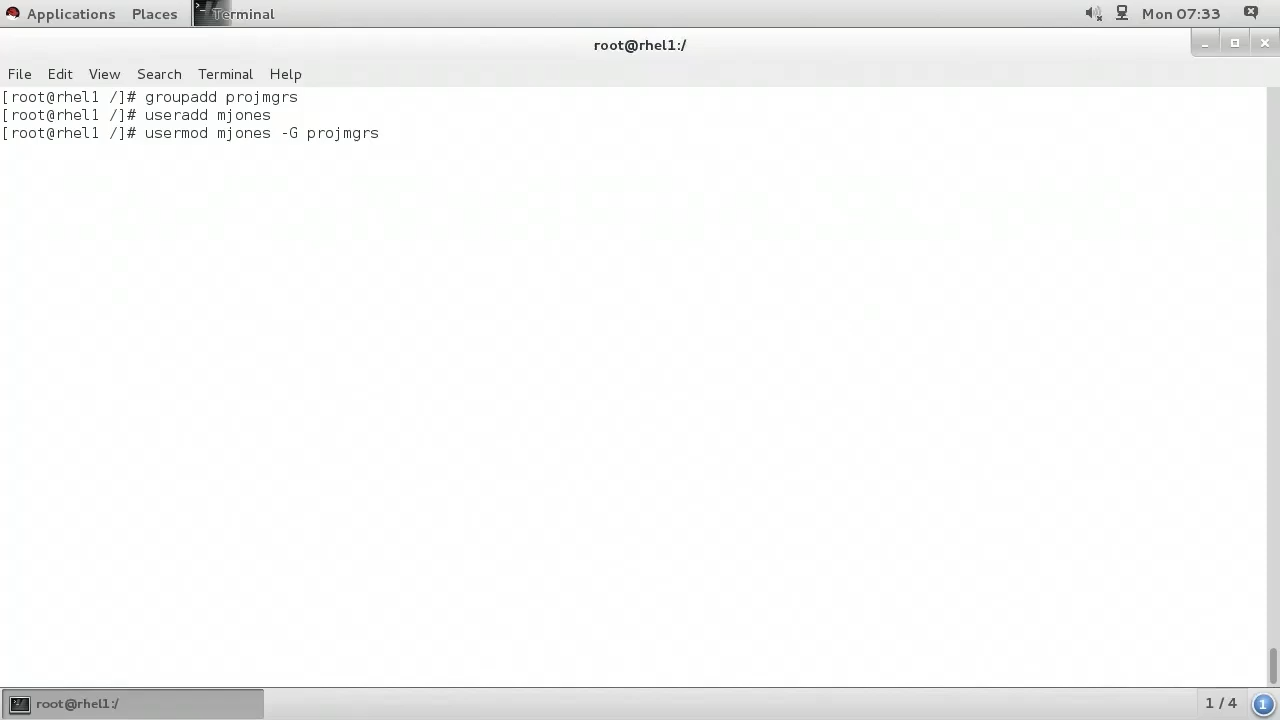 Applications Places Terminal Mon 07:33
root@rhel1:/
File Edit View Search Terminal Help
[root@rhel1 /]# groupadd projmgrs
[root@rhel1 /]# useradd mjones
[root@rhel1 /]# usermod mjones -G projmgrs
root@rhel1:/ 1 / 4 1